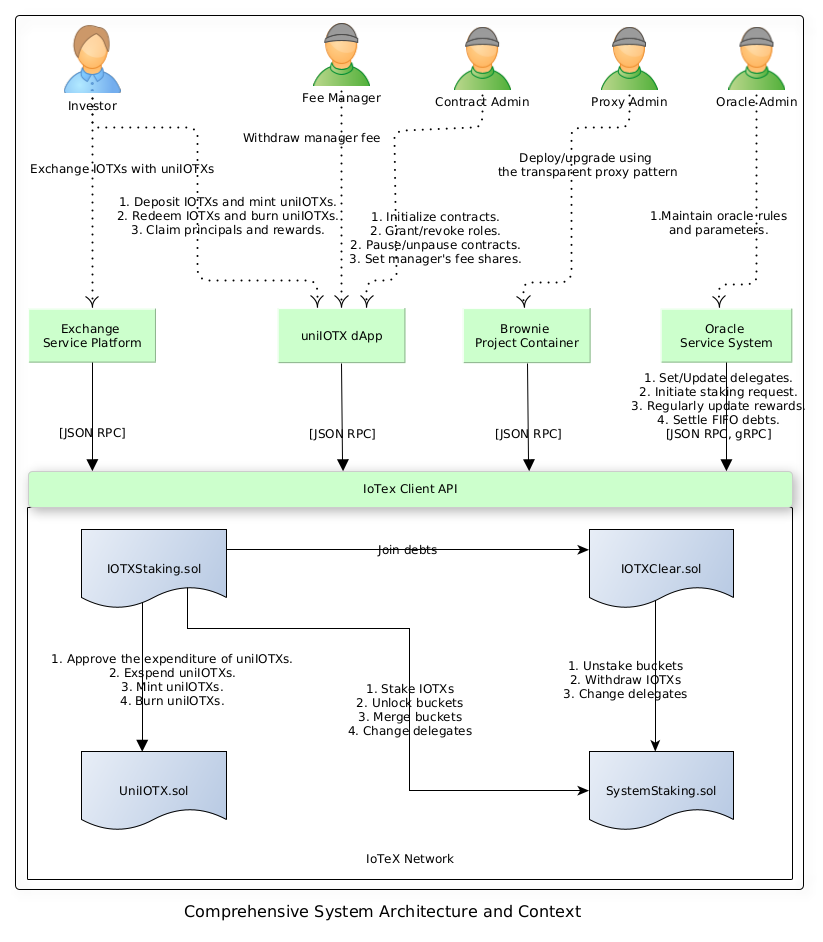 Investor
Fee Manager
Contract Admin
Proxy Admin
Oracle Admin
Withdraw manager fee
Exchange IOTXs with uniIOTXs
Deploy/upgrade using
the transparent proxy pattern
1. Deposit IOTXs and mint uniIOTXs.
2. Redeem IOTXs and burn uniIOTXs.
3. Claim principals and rewards.
1. Initialize contracts.
2. Grant/revoke roles.
2. Pause/unpause contracts.
3. Set manager's fee shares.
1.Maintain oracle rules
and parameters.
Exchange
Service Platform
uniIOTX dApp
Brownie
Project Container
Oracle
Service System
1. Set/Update delegates.
2. Initiate staking request.
3. Regularly update rewards.
4. Settle FIFO debts.
[JSON RPC, gRPC]
[JSON RPC]
[JSON RPC]
[JSON RPC]
IoTex Client API
IOTXStaking.sol
Join debts
IOTXClear.sol
1. Approve the expenditure of uniIOTXs.
2. Exspend uniIOTXs.
3. Mint uniIOTXs.
4. Burn uniIOTXs.
1. Stake IOTXs
2. Unlock buckets
3. Merge buckets
4. Change delegates
1. Unstake buckets
2. Withdraw IOTXs
3. Change delegates
UniIOTX.sol
SystemStaking.sol
IoTeX Network
Comprehensive System Architecture and Context